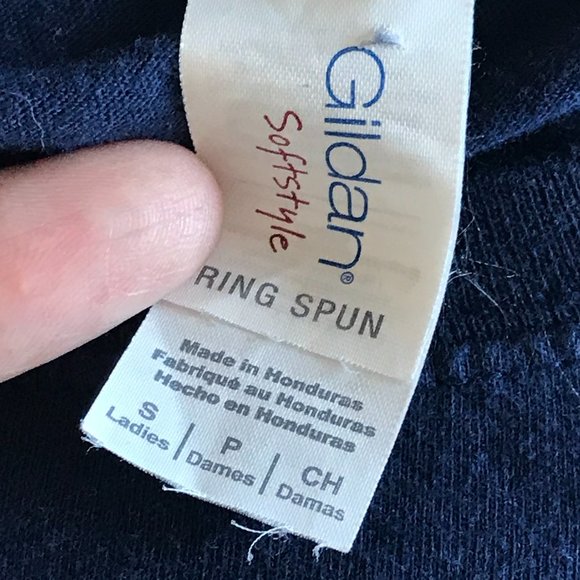 Gildan®
Softstyle
RING SPUN
Made in Honduras
Fabriqué au Honduras
Hecho en Honduras
S | P | CH
Ladies | Dames | Damas